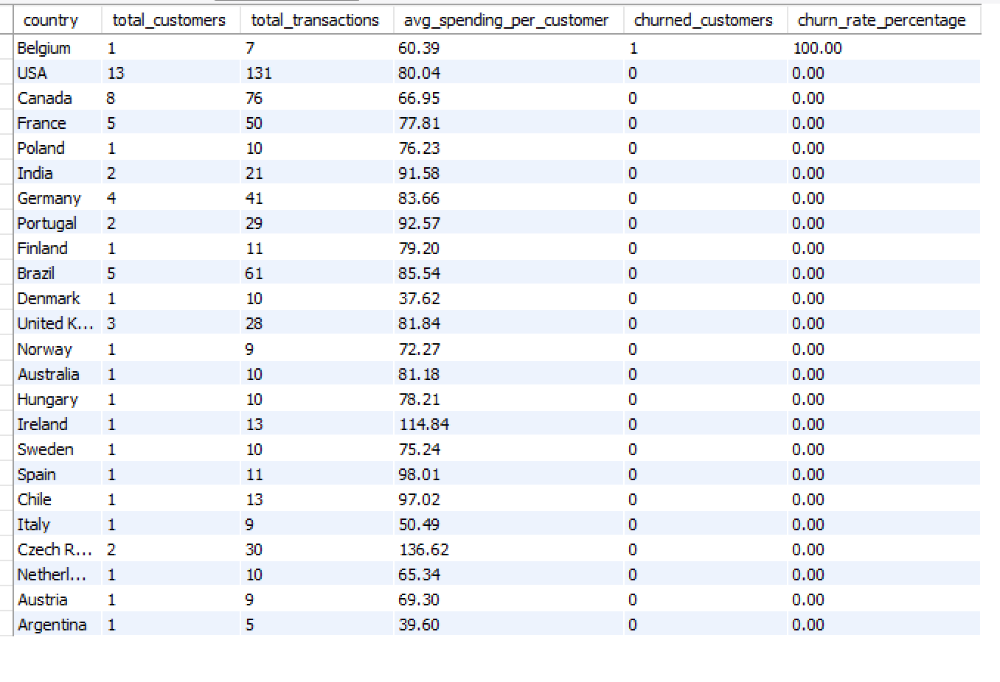 country total_customers total_transactions avg_spending_per_customer churned_customers churn_rate_percentage
Belgium 1 7 60.39 1 100.00
USA 13 131 80.04 0 0.00
Canada 8 76 66.95 0 0.00
France 5 50 77.81 0 0.00
Poland 1 10 76.23 0 0.00
India 2 21 91.58 0 0.00
Germany 4 41 83.66 0 0.00
Portugal 2 29 92.57 0 0.00
Finland 1 11 79.20 0 0.00
Brazil 5 61 85.54 0 0.00
Denmark 1 10 37.62 0 0.00
United K... 3 28 81.84 0 0.00
Norway 1 9 72.27 0 0.00
Australia 1 10 81.18 0 0.00
Hungary 1 10 78.21 0 0.00
Ireland 1 13 114.84 0 0.00
Sweden 1 10 75.24 0 0.00
Spain 1 11 98.01 0 0.00
Chile 1 13 97.02 0 0.00
Italy 1 9 50.49 0 0.00
Czech R... 2 30 136.62 0 0.00
Netherl... 1 10 65.34 0 0.00
Austria 1 9 69.30 0 0.00
Argentina 1 5 39.60 0 0.00